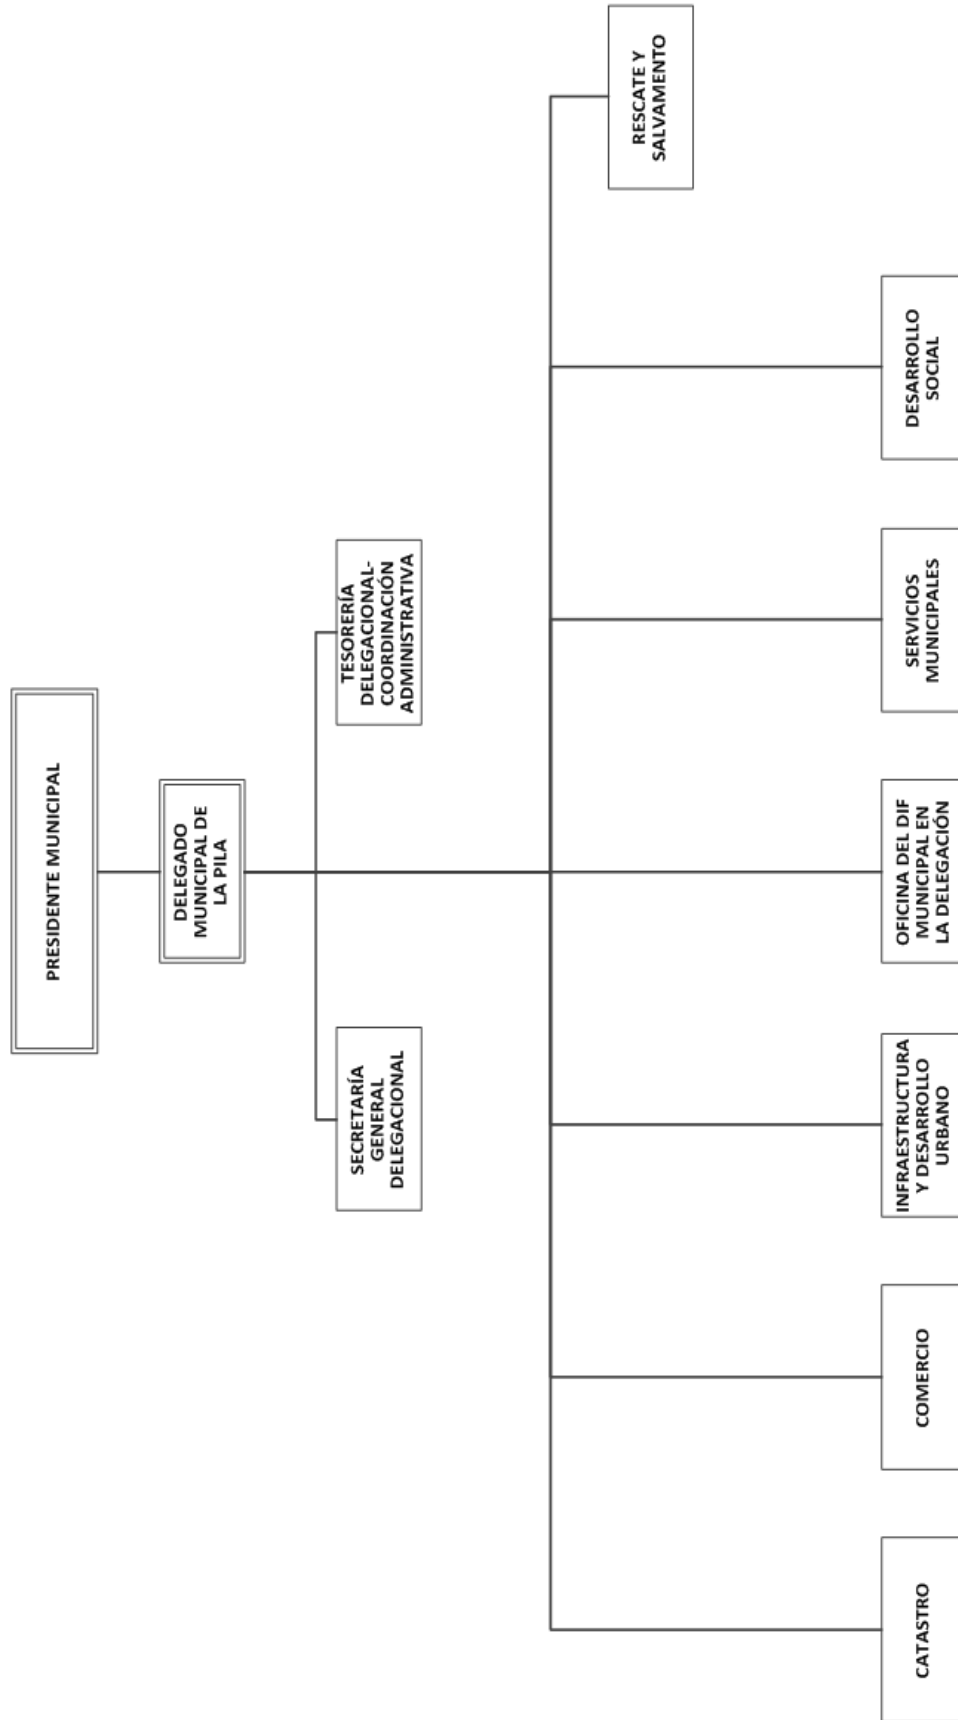 PRESIDENTE MUNICIPAL
DELEGADO
MUNICIPAL DE
LA PILA
SECRETARÍA
GENERAL
DELEGACIONAL
TESORERÍA
DELEGACIONAL-
COORDINACIÓN
ADMINISTRATIVA
RESCATE Y
SALVAMENTO
CATASTRO
COMERCIO
INFRAESTRUCTURA
Y DESARROLLO
URBANO
OFICINA DEL DIF
MUNICIPAL EN
LA DELEGACIÓN
SERVICIOS
MUNICIPALES
DESARROLLO
SOCIAL